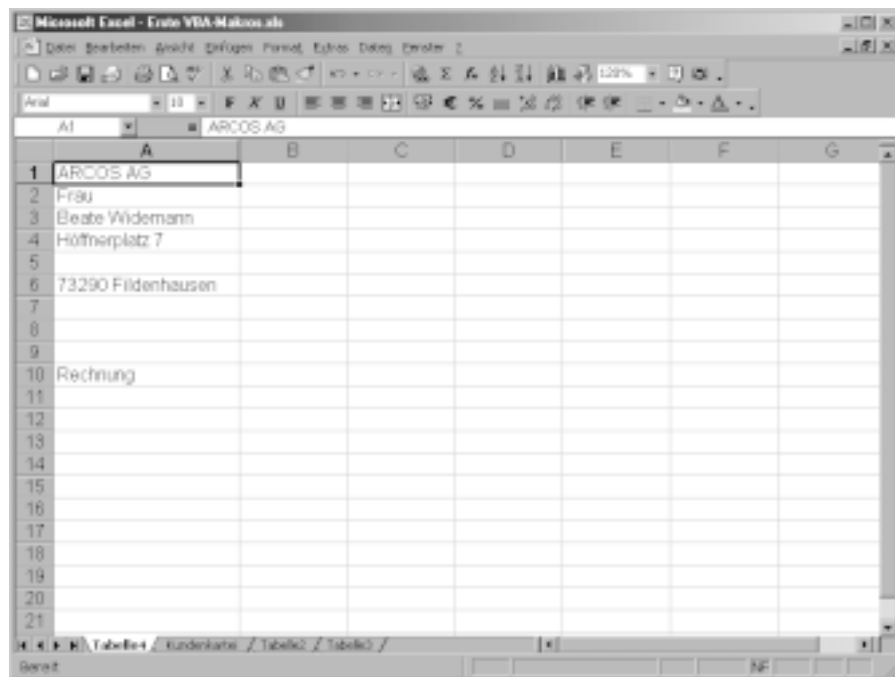 Microsoft Excel - Erste VBA-Makros.xls
Datei Bearbeiten Ansicht Einfügen Format Extras Daten Fenster ?
120%
Arial 10 F K U
A1 = ARCOS AG
A B C D E F G
1 ARCOS AG
2 Frau
3 Beate Widemann
4 Höffnerplatz 7
5
6 73290 Fildenhausen
7
8
9
10 Rechnung
11
12
13
14
15
16
17
18
19
20
21
Tabelle4 Kundenkartei Tabelle2 Tabelle3
Bereit NF